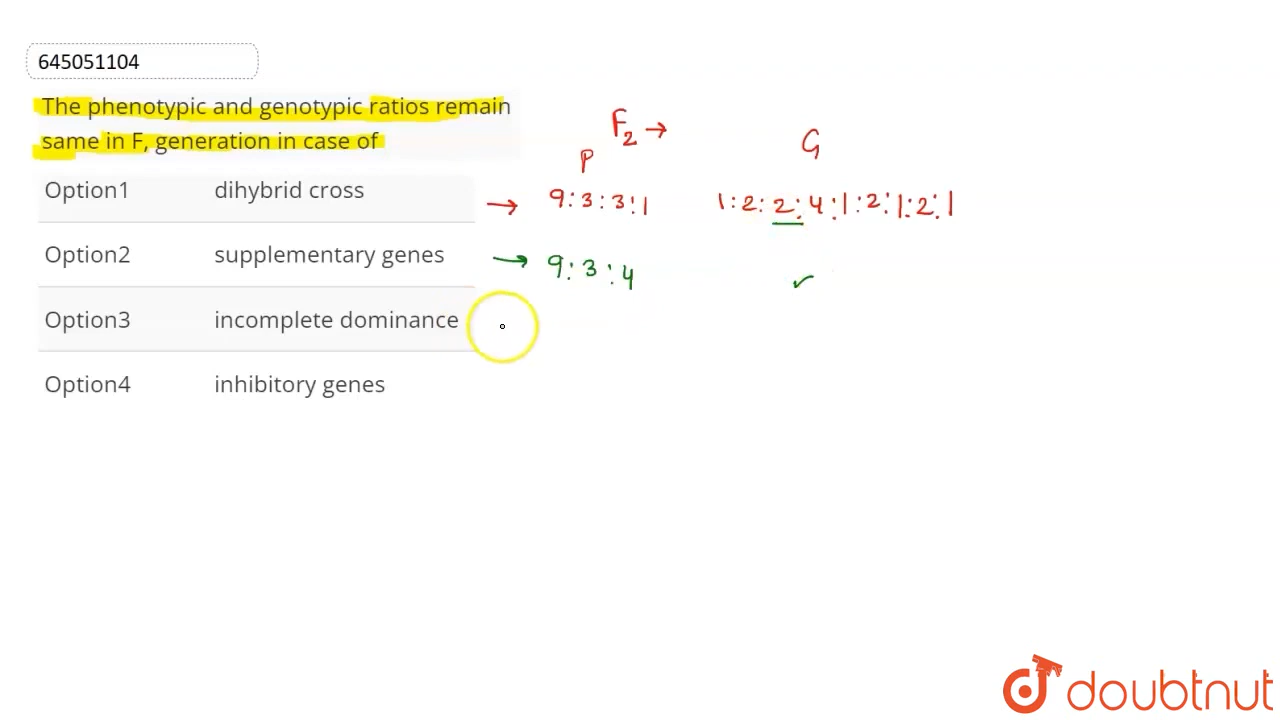 645051104
The phenotypic and genotypic ratios remain
same in F, generation in case of
F2 →
P
G
Option1 dihybrid cross → 9:3:3:1 1:2:2:4:1:2:1:2:1
Option2 supplementary genes → 9:3:4 ✓
Option3 incomplete dominance
Option4 inhibitory genes
doubtnut